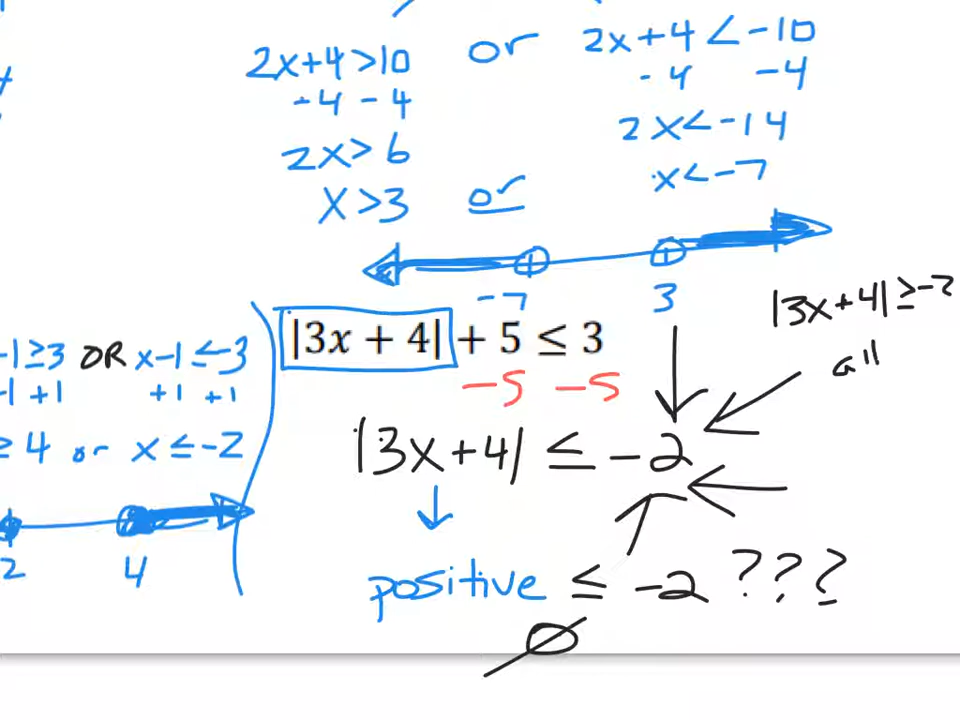 2x+4>10 or 2x+4<-10
-4 -4 -4 -4
2x>6 2x<-14
x>3 or x<-7
-7 3
|3x + 4| + 5 ≤ 3
-5 -5
|3x+4| ≥ -2
all
-1≥3 OR x-1≤-3
-1 +1 +1 +1
≥ 4 or x ≤ -2
2 4
|3x+4| ≤ -2
positive ≤ -2 ???
∅